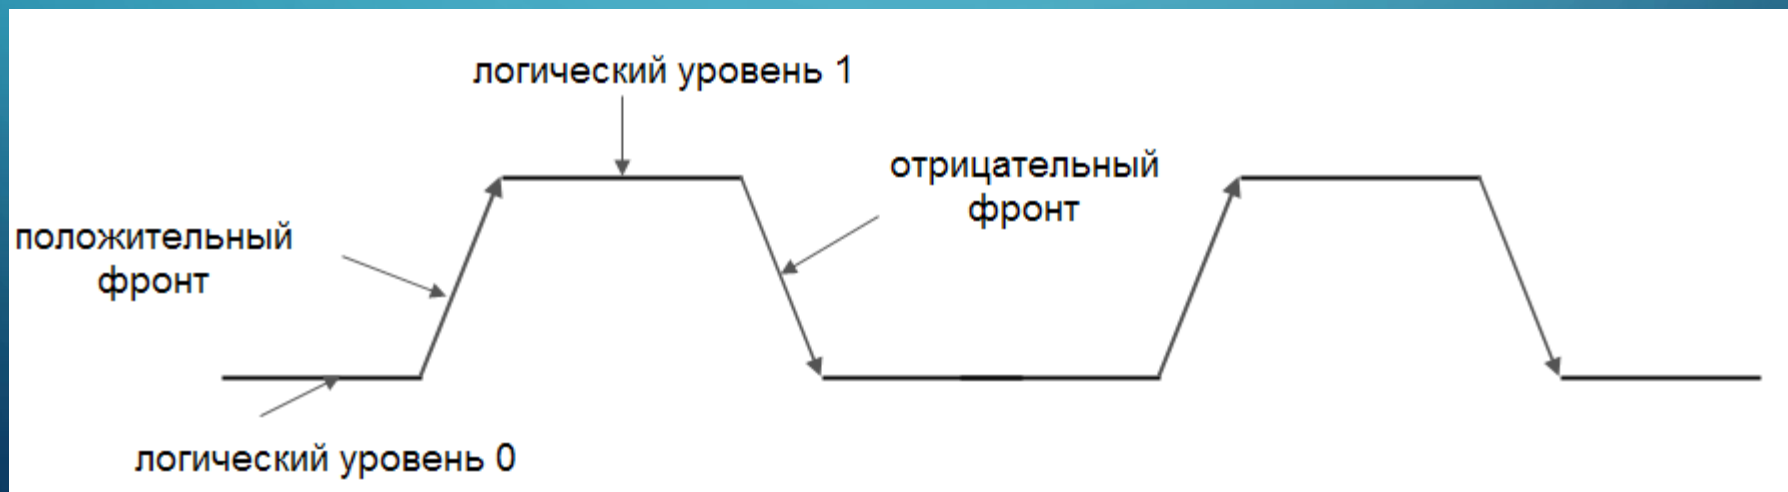 логический уровень 1
отрицательный
фронт
положительный
фронт
логический уровень 0